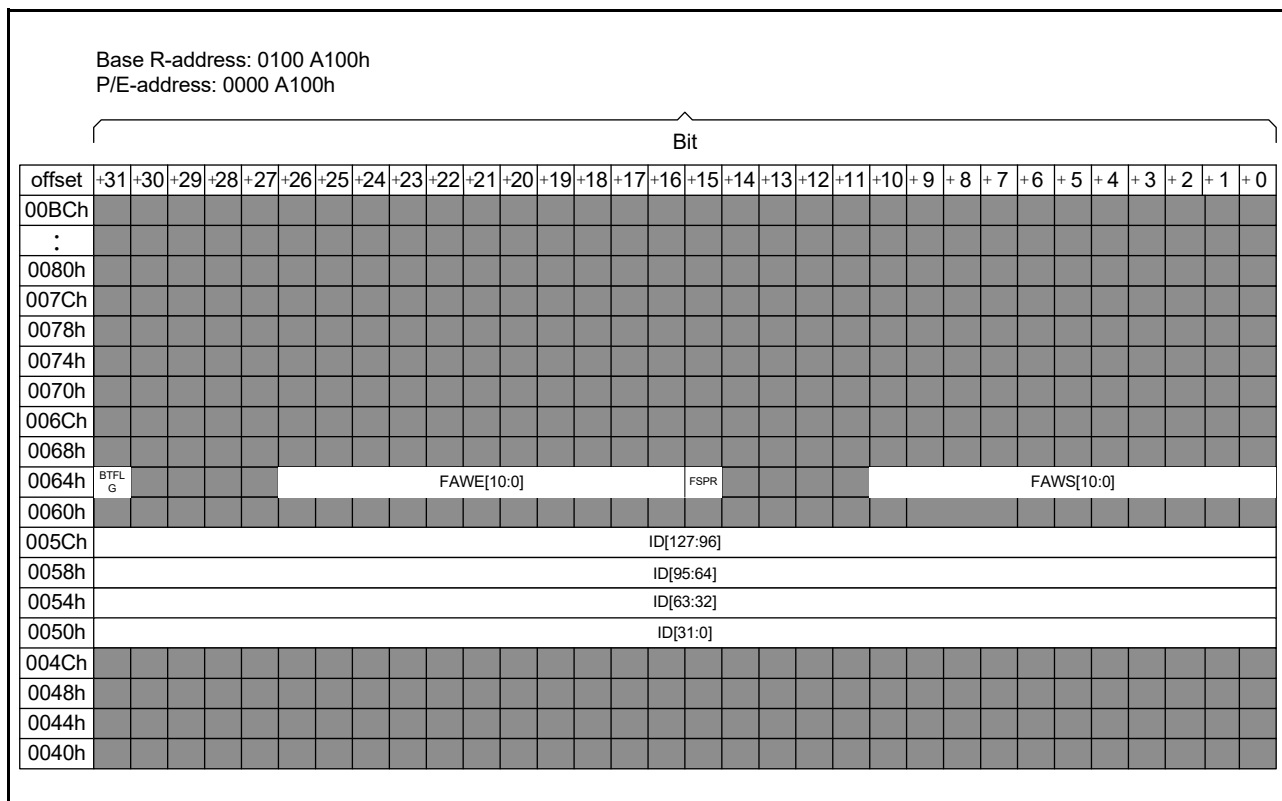 Base R-address: 0100 A100h
P/E-address: 0000 A100h
Bit
offset +31 +30 +29 +28 +27 +26 +25 +24 +23 +22 +21 +20 +19 +18 +17 +16 +15 +14 +13 +12 +11 +10 + 9 + 8 + 7 +6 + 5 + 4 + 3 + 2 + 1 + 0
00BCh
:
0080h
007Ch
0078h
0074h
0070h
006Ch
0068h
0064h BTFL G FAWE[10:0] FSPR FAWS[10:0]
0060h
005Ch ID[127:96]
0058h ID[95:64]
0054h ID[63:32]
0050h ID[31:0]
004Ch
0048h
0044h
0040h